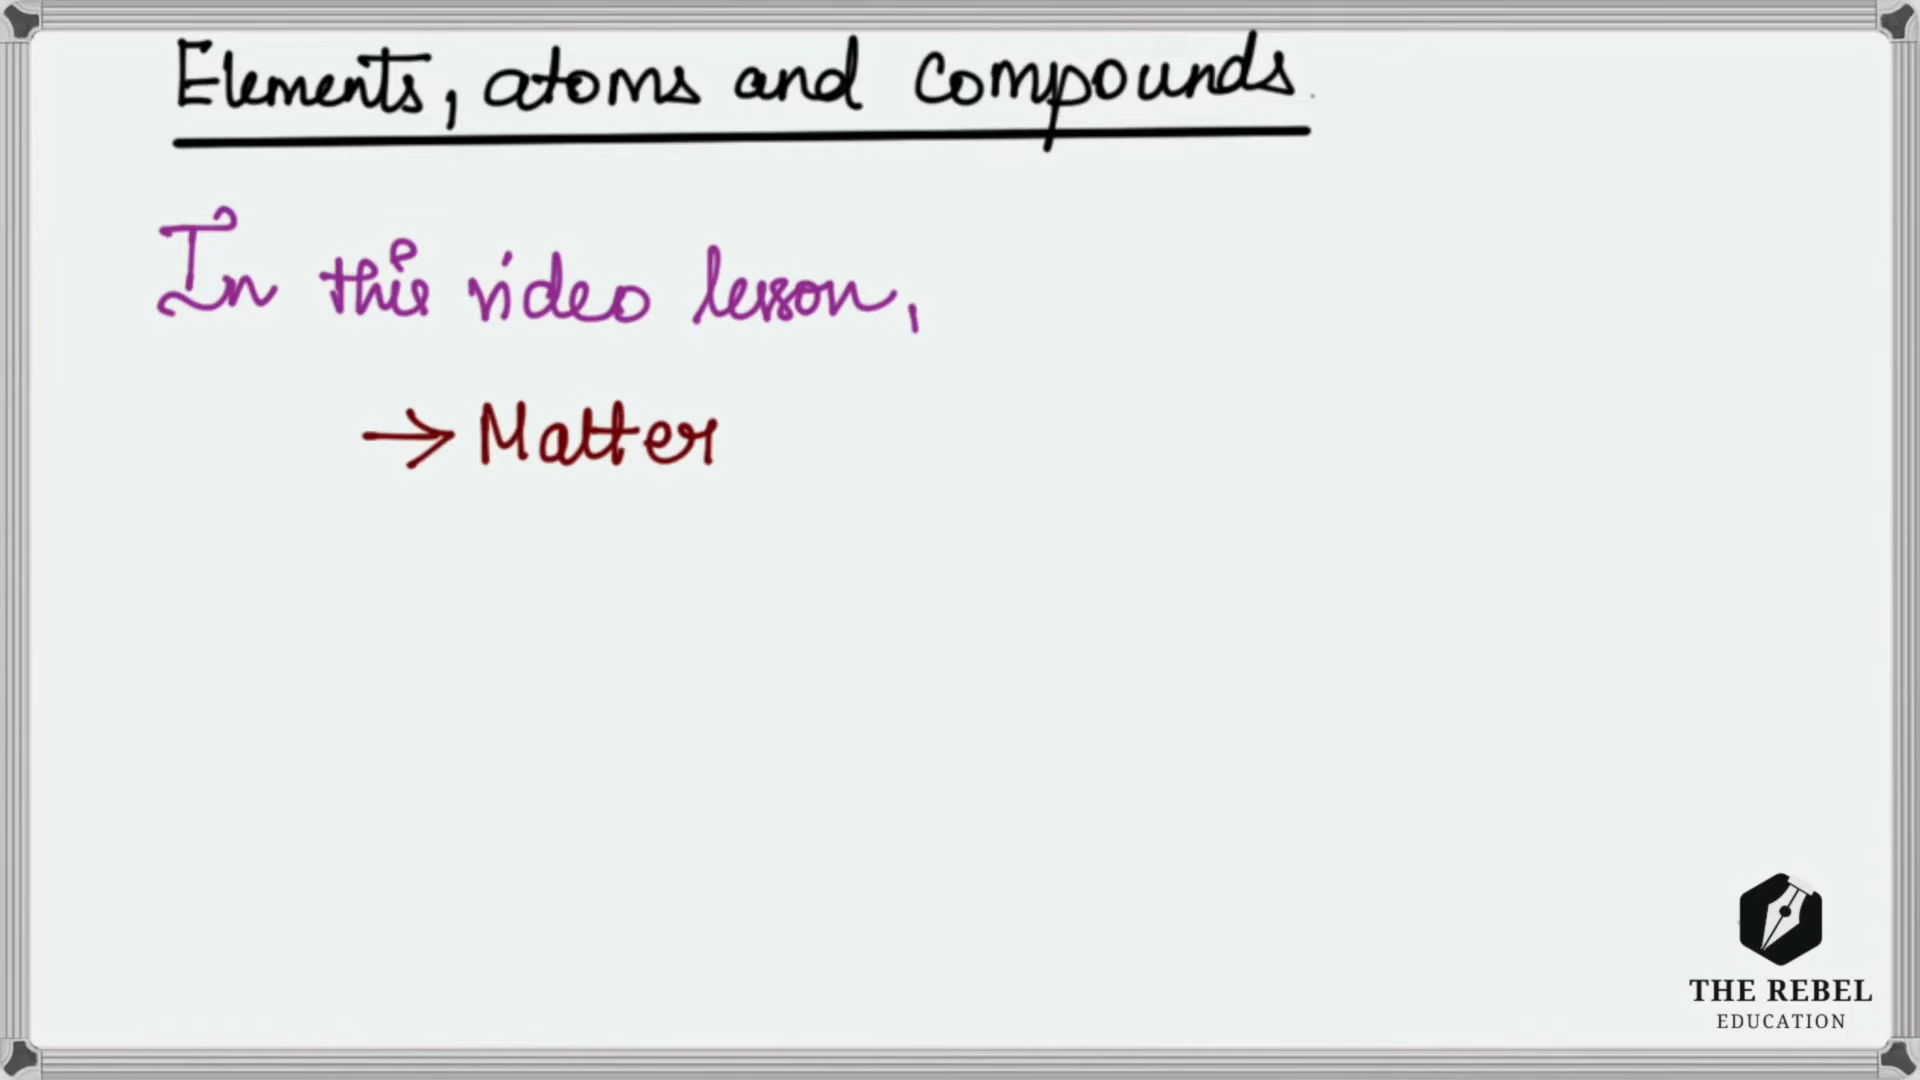 Elements, atoms and compounds
In this video lesson,
→ Matter
THE REBEL
EDUCATION